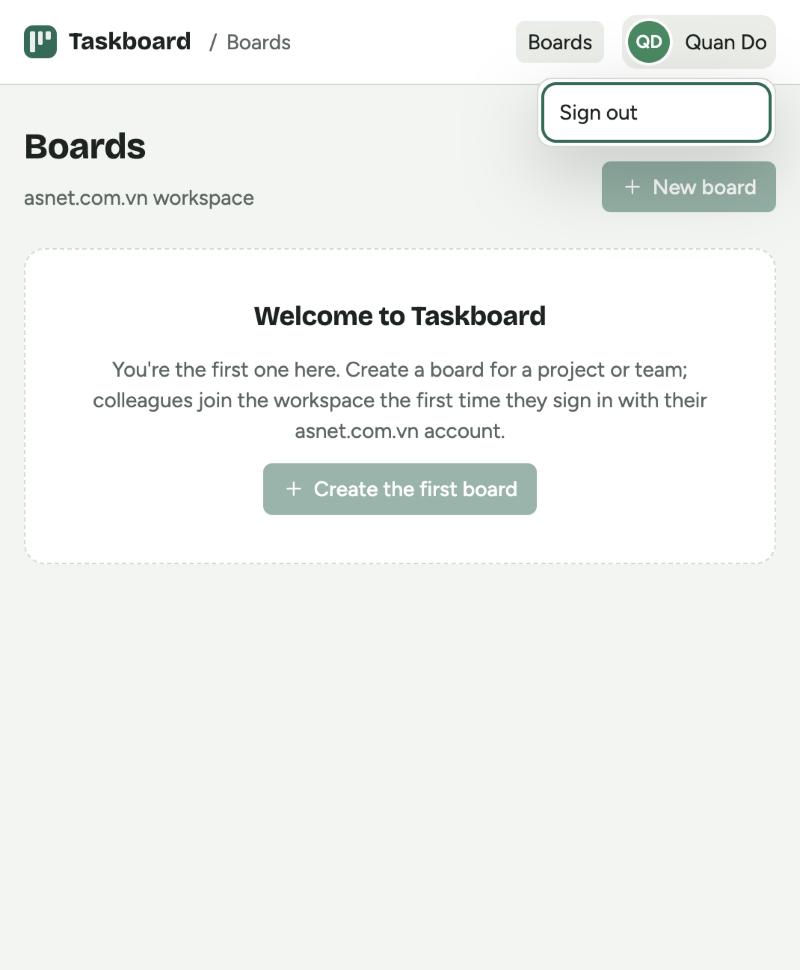 Taskboard / Boards
Boards
QD Quan Do
Sign out
Boards
asnet.com.vn workspace
+ New board
Welcome to Taskboard
You're the first one here. Create a board for a project or team;
colleagues join the workspace the first time they sign in with their
asnet.com.vn account.
+ Create the first board